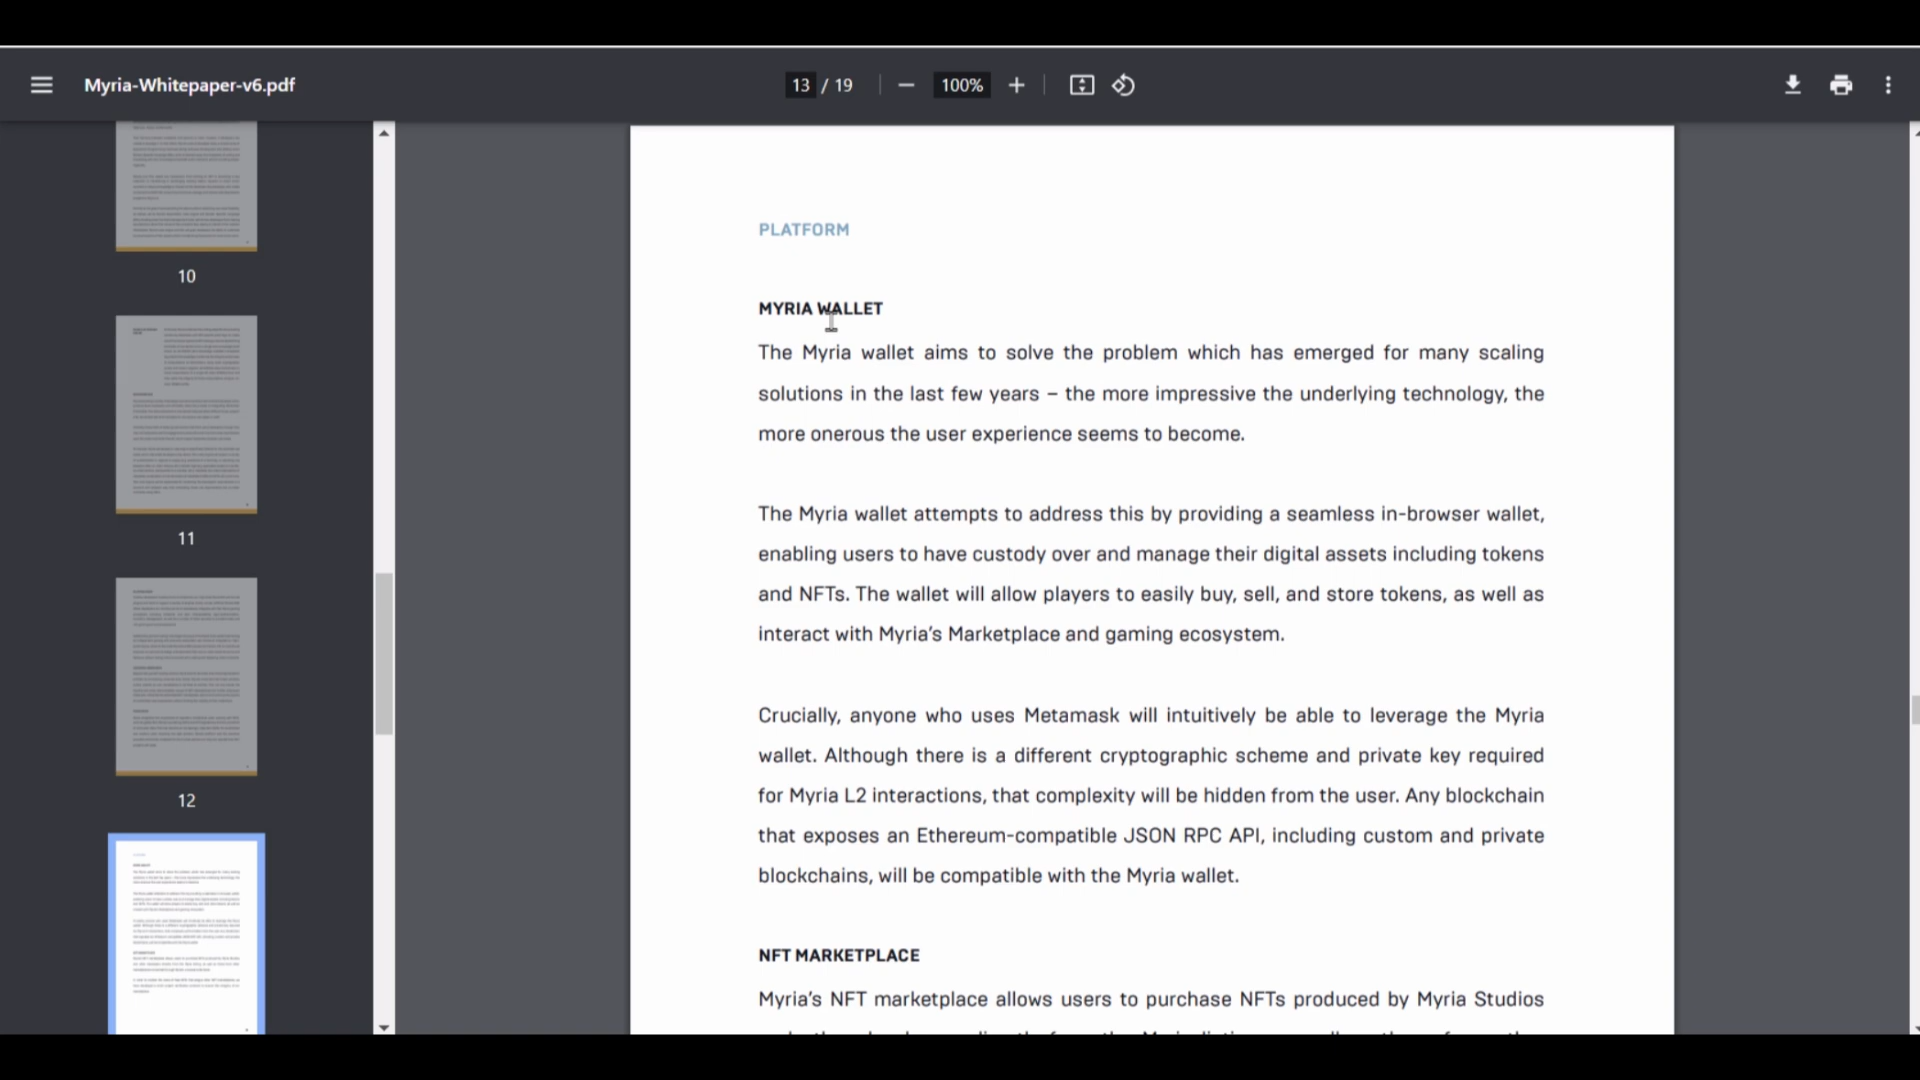 Myria-Whitepaper-v6.pdf
13 / 19
100%
10
11
12
PLATFORM
MYRIA WALLET
The Myria wallet aims to solve the problem which has emerged for many scaling
solutions in the last few years – the more impressive the underlying technology, the
more onerous the user experience seems to become.
The Myria wallet attempts to address this by providing a seamless in-browser wallet,
enabling users to have custody over and manage their digital assets including tokens
and NFTs. The wallet will allow players to easily buy, sell, and store tokens, as well as
interact with Myria’s Marketplace and gaming ecosystem.
Crucially, anyone who uses Metamask will intuitively be able to leverage the Myria
wallet. Although there is a different cryptographic scheme and private key required
for Myria L2 interactions, that complexity will be hidden from the user. Any blockchain
that exposes an Ethereum-compatible JSON RPC API, including custom and private
blockchains, will be compatible with the Myria wallet.
NFT MARKETPLACE
Myria’s NFT marketplace allows users to purchase NFTs produced by Myria Studios